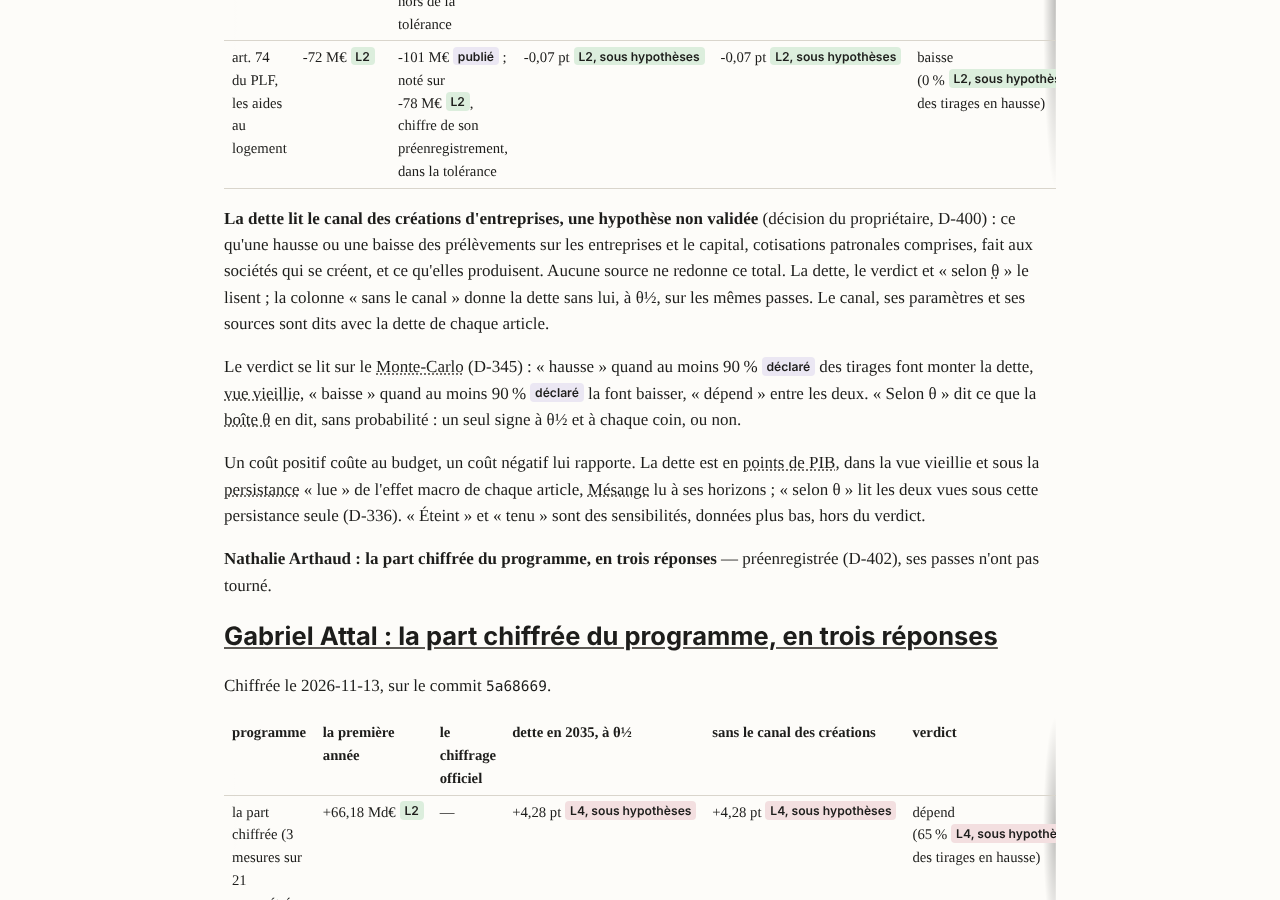 hors de la
tolérance
art. 74 -72 M€ L2 -101 M€ publié ; -0,07 pt L2, sous hypothèses -0,07 pt L2, sous hypothèses baisse
du PLF, noté sur (0 % L2, sous hypothès
les aides -78 M€ L2 , des tirages en hausse)
au chiffre de son
logement préenregistrement,
dans la tolérance
La dette lit le canal des créations d'entreprises, une hypothèse non validée (décision du propriétaire, D-400) : ce
qu'une hausse ou une baisse des prélèvements sur les entreprises et le capital, cotisations patronales comprises, fait aux
sociétés qui se créent, et ce qu'elles produisent. Aucune source ne redonne ce total. La dette, le verdict et « selon θ » le
lisent ; la colonne « sans le canal » donne la dette sans lui, à θ½, sur les mêmes passes. Le canal, ses paramètres et ses
sources sont dits avec la dette de chaque article.
Le verdict se lit sur le Monte-Carlo (D-345) : « hausse » quand au moins 90 % déclaré des tirages font monter la dette,
vue vieillie, « baisse » quand au moins 90 % déclaré la font baisser, « dépend » entre les deux. « Selon θ » dit ce que la
boîte θ en dit, sans probabilité : un seul signe à θ½ et à chaque coin, ou non.
Un coût positif coûte au budget, un coût négatif lui rapporte. La dette est en points de PIB, dans la vue vieillie et sous la
persistance « lue » de l'effet macro de chaque article, Mésange lu à ses horizons ; « selon θ » lit les deux vues sous cette
persistance seule (D-336). « Éteint » et « tenu » sont des sensibilités, données plus bas, hors du verdict.
Nathalie Arthaud : la part chiffrée du programme, en trois réponses — préenregistrée (D-402), ses passes n'ont pas
tourné.
Gabriel Attal : la part chiffrée du programme, en trois réponses
Chiffrée le 2026-11-13, sur le commit 5a68669.
programme la première le dette en 2035, à θ½ sans le canal des créations verdict
année chiffrage
officiel
la part +66,18 Md€ L2 — +4,28 pt L4, sous hypothèses +4,28 pt L4, sous hypothèses dépend
chiffrée (3 (65 % L4, sous hypothè
mesures sur des tirages en hausse)
21